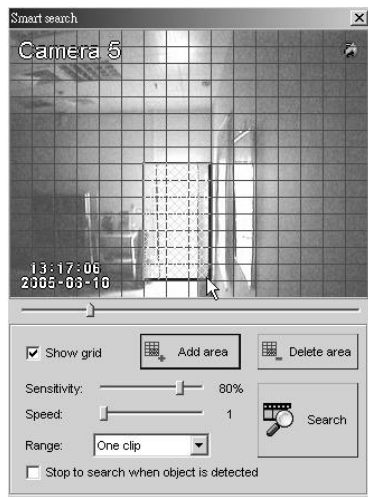 Smart search
Camera 5
13:17:06
2005-03-10
Show grid
Add area
Delete area
Sensitivity: 80%
Speed: 1
Search
Range: One clip
Stop to search when object is detected